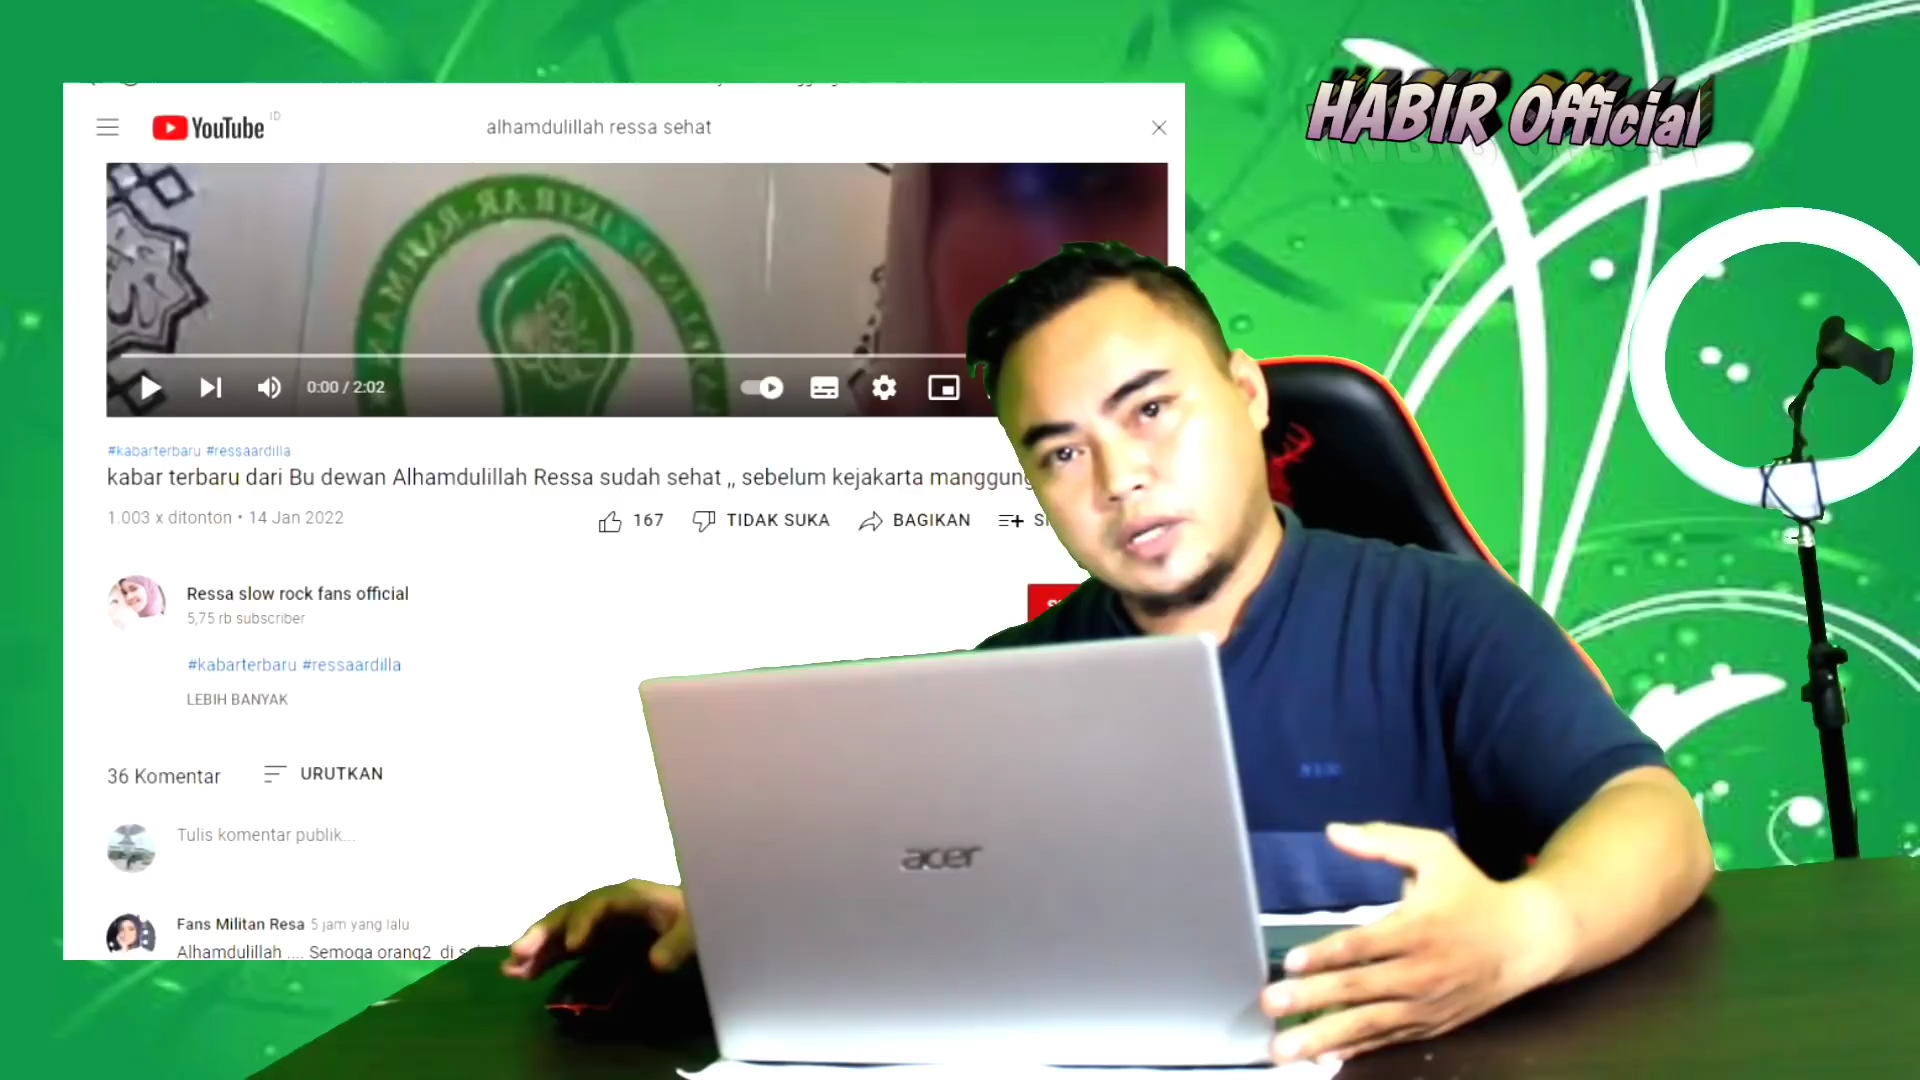 HABIR Official
YouTube ID
alhamdulillah ressa sehat
0:00 / 2:02
#kabarterbaru #ressaardilla
kabar terbaru dari Bu dewan Alhamdulillah Ressa sudah sehat ,, sebelum kejakarta manggung
1.003 x ditonton • 14 Jan 2022
167 TIDAK SUKA BAGIKAN
Ressa slow rock fans official
5,75 rb subscriber
#kabarterbaru #ressaardilla
LEBIH BANYAK
36 Komentar URUTKAN
Tulis komentar publik...
Fans Militan Resa 5 jam yang lalu
Alhamdulillah .... Semoga orang2 di
acer